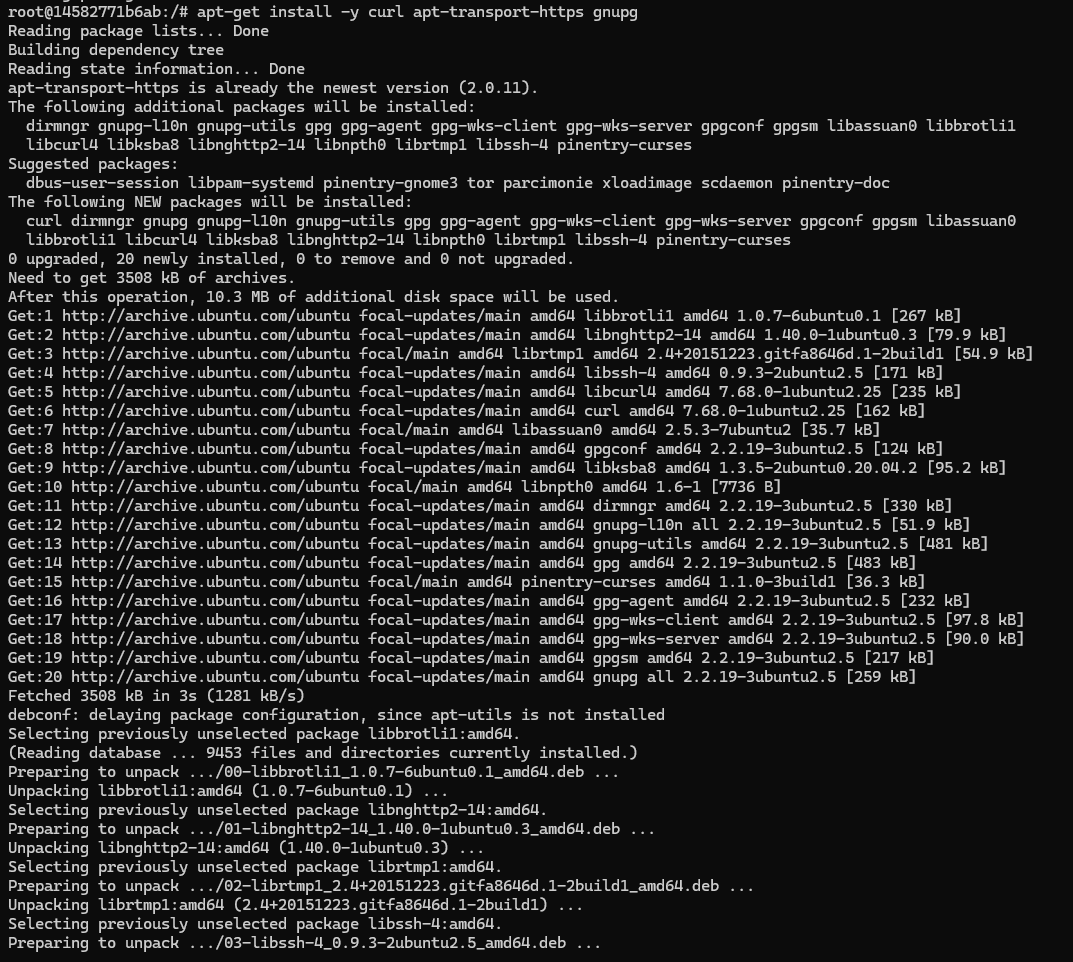 root@14582771b6ab:/# apt-get install -y curl apt-transport-https gnupg
Reading package lists... Done
Building dependency tree
Reading state information... Done
apt-transport-https is already the newest version (2.0.11).
The following additional packages will be installed:
  dirmngr gnupg-l10n gnupg-utils gpg gpg-agent gpg-wks-client gpg-wks-server gpgconf gpgsm libassuan0 libbrotli1
  libcurl4 libksba8 libnghttp2-14 libnpth0 librtmp1 libssh-4 pinentry-curses
Suggested packages:
  dbus-user-session libpam-systemd pinentry-gnome3 tor parcimonie xloadimage scdaemon pinentry-doc
The following NEW packages will be installed:
  curl dirmngr gnupg gnupg-l10n gnupg-utils gpg gpg-agent gpg-wks-client gpg-wks-server gpgconf gpgsm libassuan0
  libbrotli1 libcurl4 libksba8 libnghttp2-14 libnpth0 librtmp1 libssh-4 pinentry-curses
0 upgraded, 20 newly installed, 0 to remove and 0 not upgraded.
Need to get 3508 kB of archives.
After this operation, 10.3 MB of additional disk space will be used.
Get:1 http://archive.ubuntu.com/ubuntu focal-updates/main amd64 libbrotli1 amd64 1.0.7-6ubuntu0.1 [267 kB]
Get:2 http://archive.ubuntu.com/ubuntu focal-updates/main amd64 libnghttp2-14 amd64 1.40.0-1ubuntu0.3 [79.9 kB]
Get:3 http://archive.ubuntu.com/ubuntu focal/main amd64 librtmp1 amd64 2.4+20151223.gitfa8646d.1-2build1 [54.9 kB]
Get:4 http://archive.ubuntu.com/ubuntu focal-updates/main amd64 libssh-4 amd64 0.9.3-2ubuntu2.5 [171 kB]
Get:5 http://archive.ubuntu.com/ubuntu focal-updates/main amd64 libcurl4 amd64 7.68.0-1ubuntu2.25 [235 kB]
Get:6 http://archive.ubuntu.com/ubuntu focal-updates/main amd64 curl amd64 7.68.0-1ubuntu2.25 [162 kB]
Get:7 http://archive.ubuntu.com/ubuntu focal/main amd64 libassuan0 amd64 2.5.3-7ubuntu2 [35.7 kB]
Get:8 http://archive.ubuntu.com/ubuntu focal-updates/main amd64 gpgconf amd64 2.2.19-3ubuntu2.5 [124 kB]
Get:9 http://archive.ubuntu.com/ubuntu focal-updates/main amd64 libksba8 amd64 1.3.5-2ubuntu0.20.04.2 [95.2 kB]
Get:10 http://archive.ubuntu.com/ubuntu focal/main amd64 libnpth0 amd64 1.6-1 [7736 B]
Get:11 http://archive.ubuntu.com/ubuntu focal-updates/main amd64 dirmngr amd64 2.2.19-3ubuntu2.5 [330 kB]
Get:12 http://archive.ubuntu.com/ubuntu focal-updates/main amd64 gnupg-l10n all 2.2.19-3ubuntu2.5 [51.9 kB]
Get:13 http://archive.ubuntu.com/ubuntu focal-updates/main amd64 gnupg-utils amd64 2.2.19-3ubuntu2.5 [481 kB]
Get:14 http://archive.ubuntu.com/ubuntu focal-updates/main amd64 gpg amd64 2.2.19-3ubuntu2.5 [483 kB]
Get:15 http://archive.ubuntu.com/ubuntu focal/main amd64 pinentry-curses amd64 1.1.0-3build1 [36.3 kB]
Get:16 http://archive.ubuntu.com/ubuntu focal-updates/main amd64 gpg-agent amd64 2.2.19-3ubuntu2.5 [232 kB]
Get:17 http://archive.ubuntu.com/ubuntu focal-updates/main amd64 gpg-wks-client amd64 2.2.19-3ubuntu2.5 [97.8 kB]
Get:18 http://archive.ubuntu.com/ubuntu focal-updates/main amd64 gpg-wks-server amd64 2.2.19-3ubuntu2.5 [90.0 kB]
Get:19 http://archive.ubuntu.com/ubuntu focal-updates/main amd64 gpgsm amd64 2.2.19-3ubuntu2.5 [217 kB]
Get:20 http://archive.ubuntu.com/ubuntu focal-updates/main amd64 gnupg all 2.2.19-3ubuntu2.5 [259 kB]
Fetched 3508 kB in 3s (1281 kB/s)
debconf: delaying package configuration, since apt-utils is not installed
Selecting previously unselected package libbrotli1:amd64.
(Reading database ... 9453 files and directories currently installed.)
Preparing to unpack .../00-libbrotli1_1.0.7-6ubuntu0.1_amd64.deb ...
Unpacking libbrotli1:amd64 (1.0.7-6ubuntu0.1) ...
Selecting previously unselected package libnghttp2-14:amd64.
Preparing to unpack .../01-libnghttp2-14_1.40.0-1ubuntu0.3_amd64.deb ...
Unpacking libnghttp2-14:amd64 (1.40.0-1ubuntu0.3) ...
Selecting previously unselected package librtmp1:amd64.
Preparing to unpack .../02-librtmp1_2.4+20151223.gitfa8646d.1-2build1_amd64.deb ...
Unpacking librtmp1:amd64 (2.4+20151223.gitfa8646d.1-2build1) ...
Selecting previously unselected package libssh-4:amd64.
Preparing to unpack .../03-libssh-4_0.9.3-2ubuntu2.5_amd64.deb ...